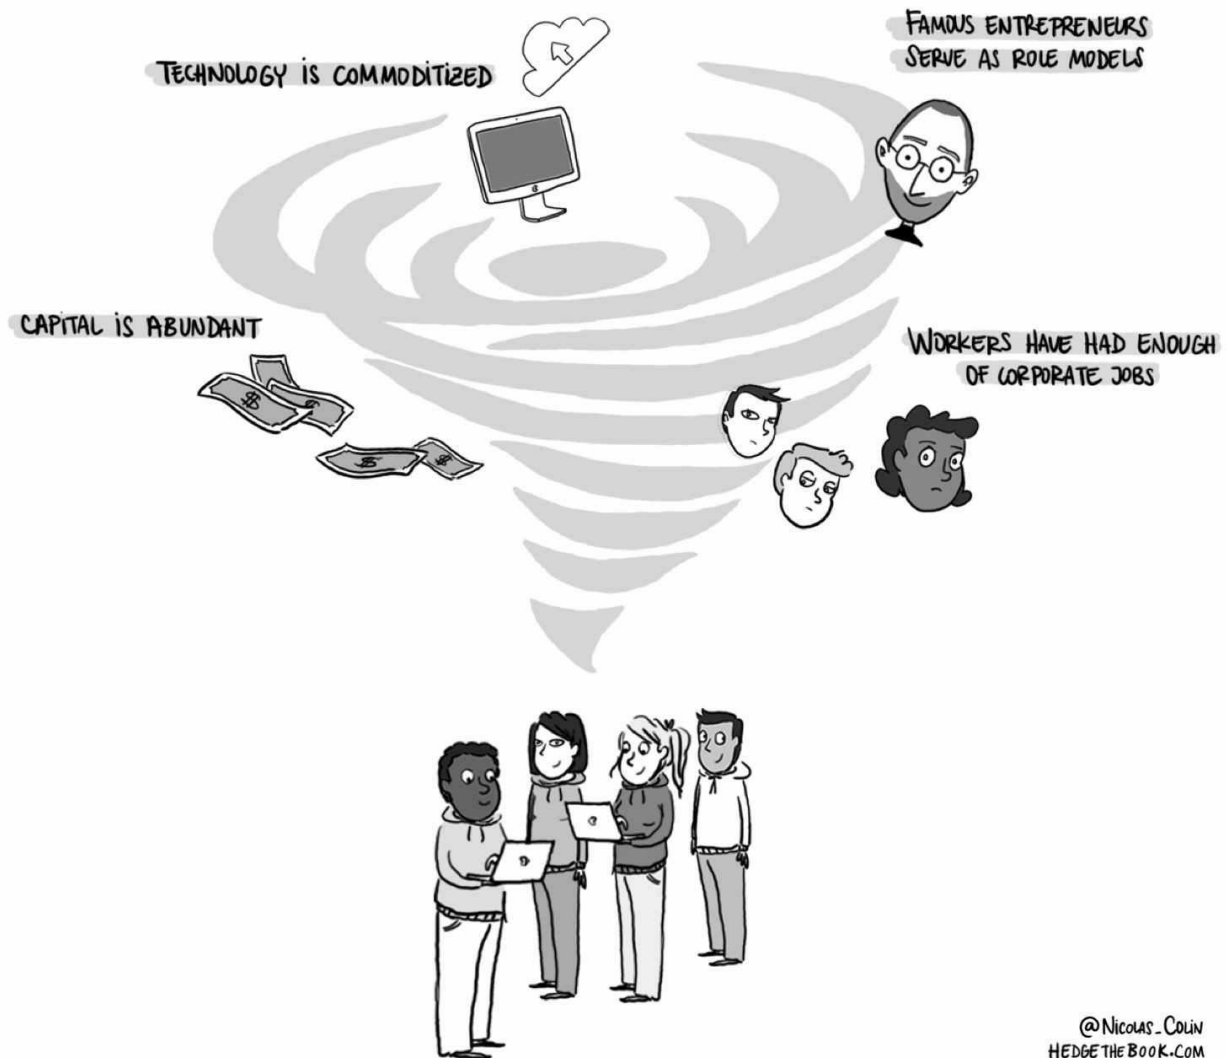 TECHNOLOGY IS COMMODITIZED
FAMOUS ENTREPRENEURS
SERVE AS ROLE MODELS
CAPITAL IS ABUNDANT
WORKERS HAVE HAD ENOUGH
OF CORPORATE JOBS
$
$
$
@NICOLAS_COLIN
HEDGETHEBOOK.COM